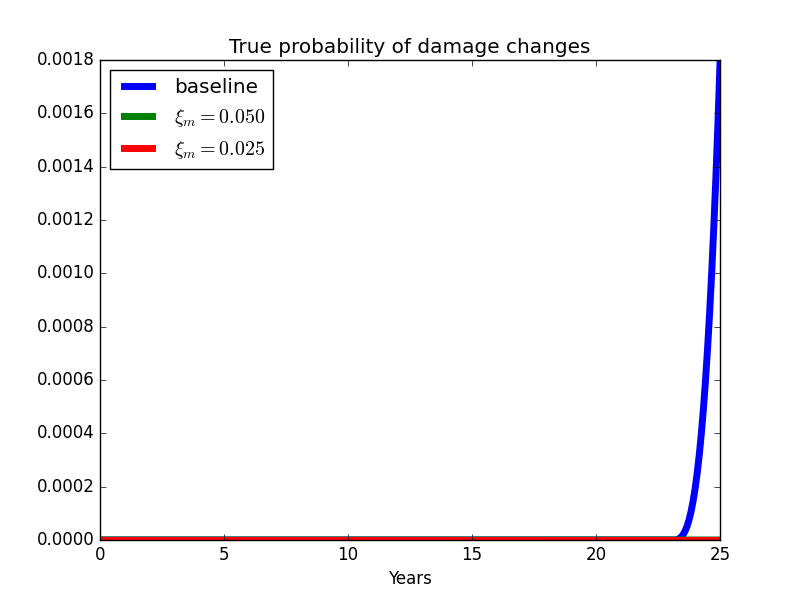 True probability of damage changes
0.0018
0.0016
0.0014
0.0012
0.0010
0.0008
0.0006
0.0004
0.0002
0.0000
baseline
ξₘ = 0.050
ξₘ = 0.025
0 5 10 15 20 25
Years